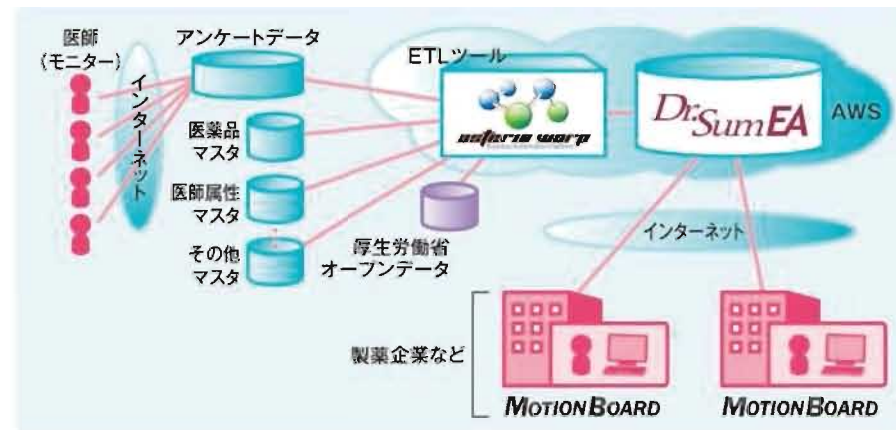 医師
(モニター)
インターネット
アンケートデータ
医薬品
マスタ
医師属性
マスタ
その他
マスタ
ETLツール
asteria warp
厚生労働省
オープンデータ
Dr.Sum EA
AWS
インターネット
製薬企業など
MOTIONBOARD
MOTIONBOARD